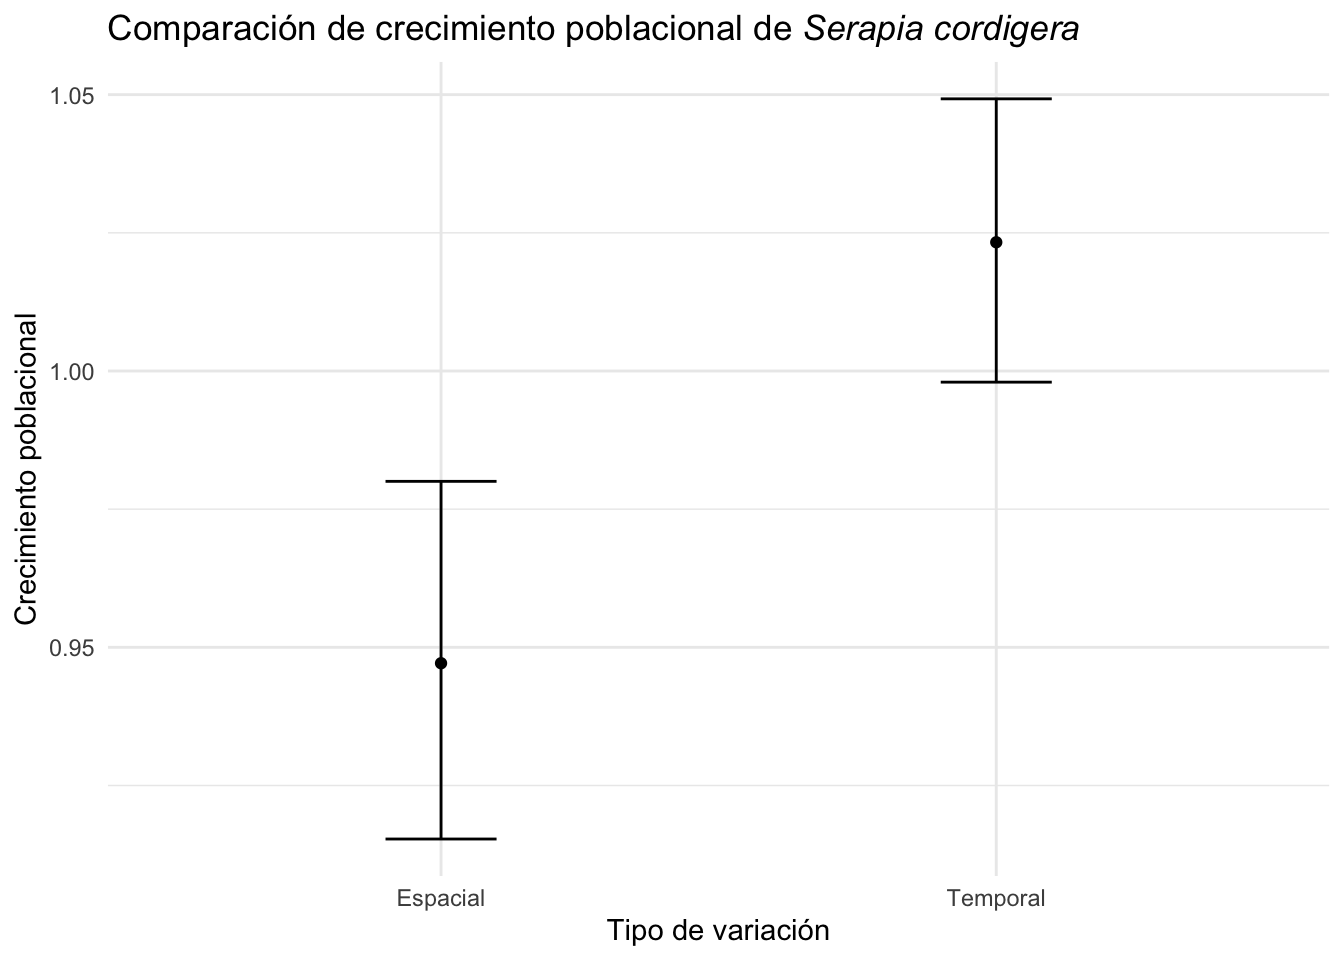 Comparación de crecimiento poblacional de Serapia cordigera
1.05
1.00
0.95
Crecimiento poblacional
Espacial
Temporal
Tipo de variación